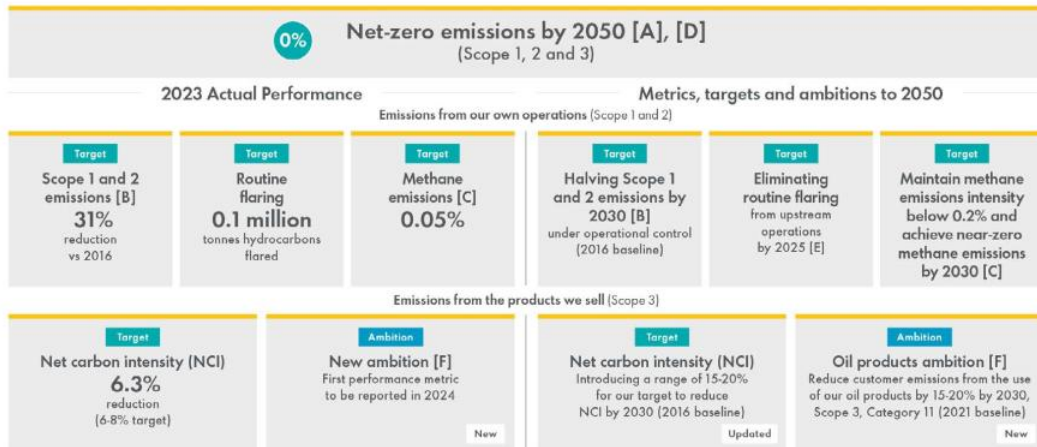 0%
Net-zero emissions by 2050 [A], [D]
(Scope 1, 2 and 3)
2023 Actual Performance
Metrics, targets and ambitions to 2050
Emissions from our own operations (Scope 1 and 2)
Target
Scope 1 and 2
emissions [B]
31%
reduction
vs 2016
Target
Routine
flaring
0.1 million
tonnes hydrocarbons
flared
Target
Methane
emissions [C]
0.05%
Target
Halving Scope 1
and 2 emissions by
2030 [B]
under operational control
(2016 baseline)
Target
Eliminating
routine flaring
from upstream
operations
by 2025 [E]
Target
Maintain methane
emissions intensity
below 0.2% and
achieve near-zero
methane emissions
by 2030 [C]
Emissions from the products we sell (Scope 3)
Target
Net carbon intensity (NCI)
6.3%
reduction
(6-8% target)
Ambition
New ambition [F]
First performance metric
to be reported in 2024
New
Target
Net carbon intensity (NCI)
Introducing a range of 15-20%
for our target to reduce
NCI by 2030 (2016 baseline)
Updated
Ambition
Oil products ambition [F]
Reduce customer emissions from the use
of our oil products by 15-20% by 2030,
Scope 3, Category 11 (2021 baseline)
New